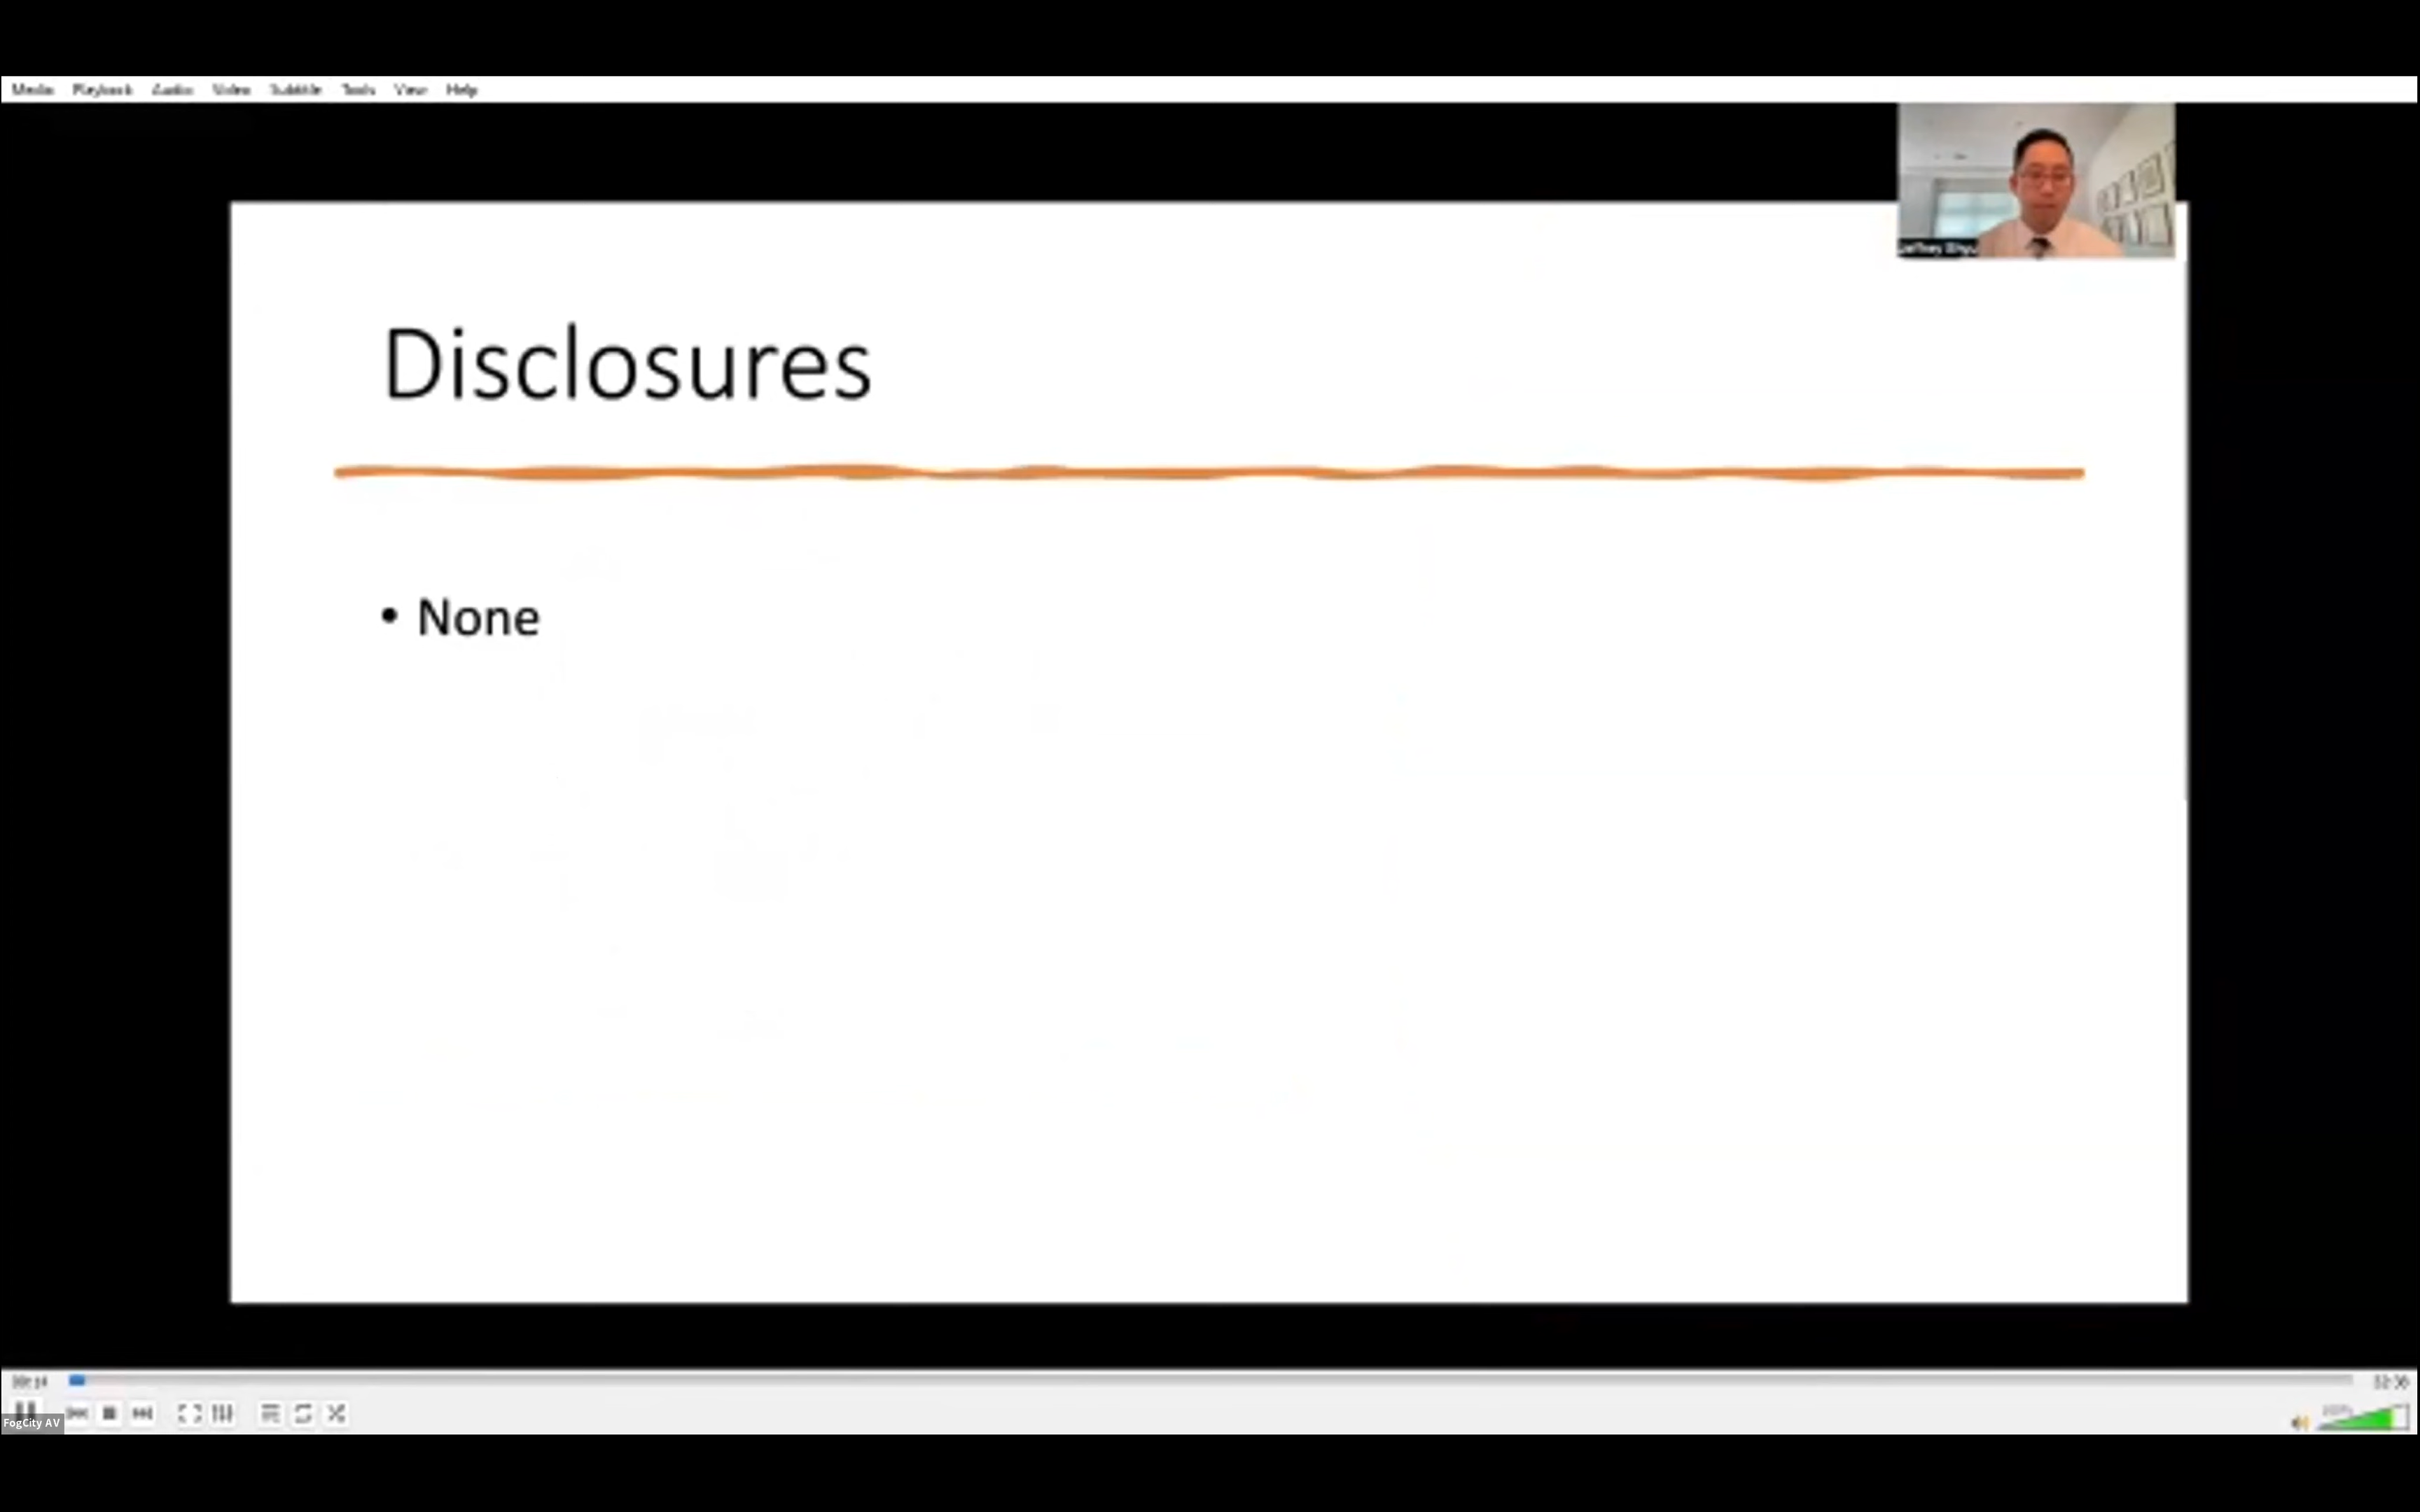 Media Playback Audio Video Subtitle Tools View Help
Disclosures
• None
FogCity AV